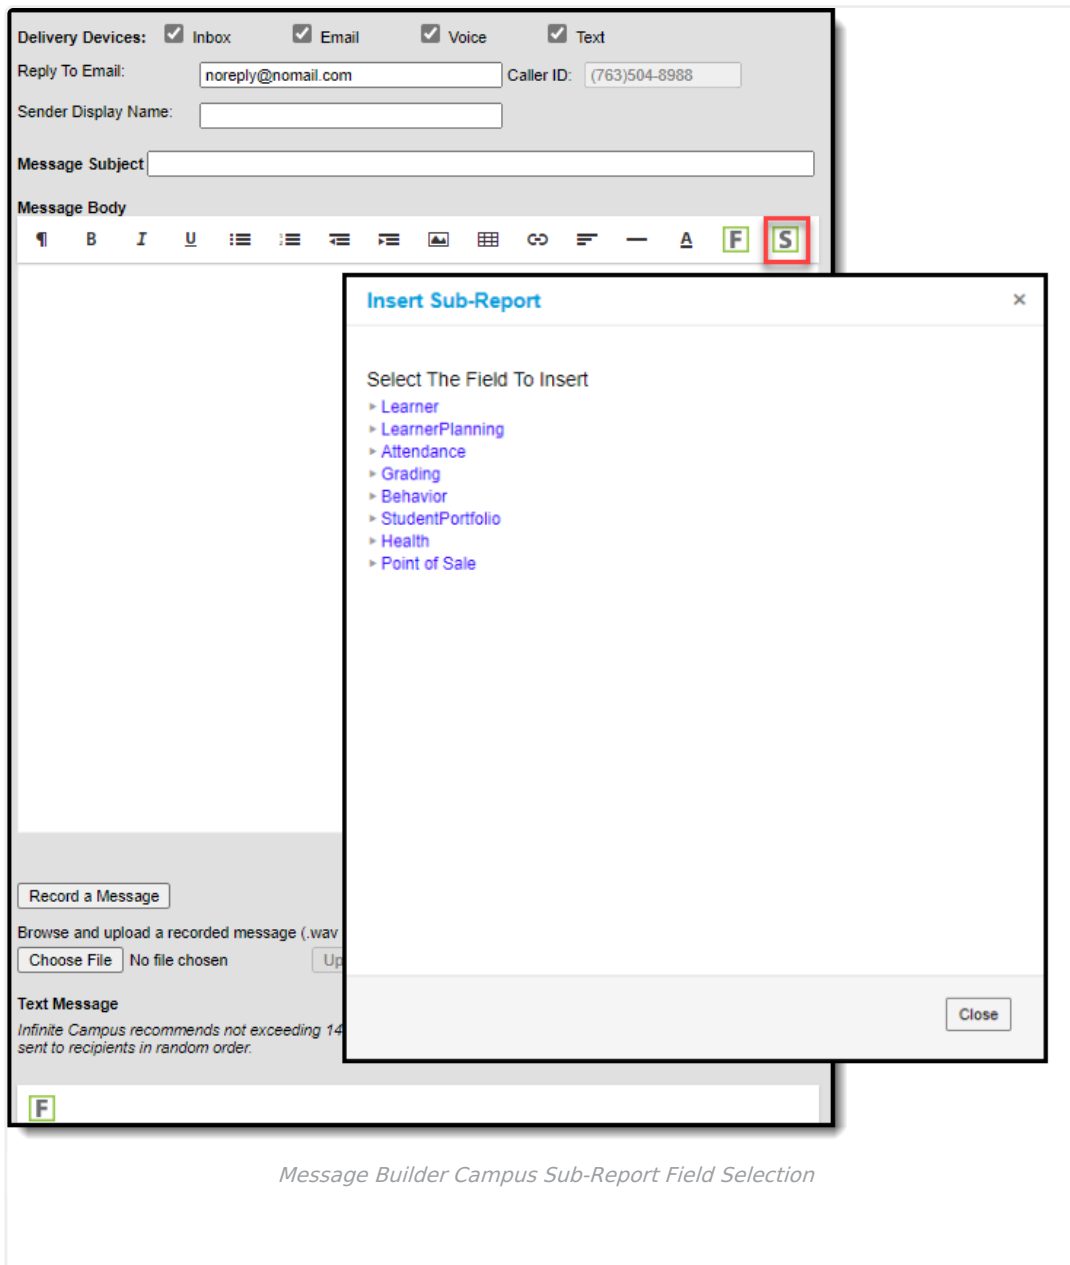 Delivery Devices: Inbox Email Voice Text
Reply To Email: noreply@nomail.com Caller ID: (763)504-8988
Sender Display Name:
Message Subject
Message Body
¶ B I U A F S
Insert Sub-Report ×
Select The Field To Insert
Learner
LearnerPlanning
Attendance
Grading
Behavior
StudentPortfolio
Health
Point of Sale
Close
Record a Message
Browse and upload a recorded message (.wav
Choose File No file chosen Up
Text Message
Infinite Campus recommends not exceeding 14
sent to recipients in random order.
F
Message Builder Campus Sub-Report Field Selection